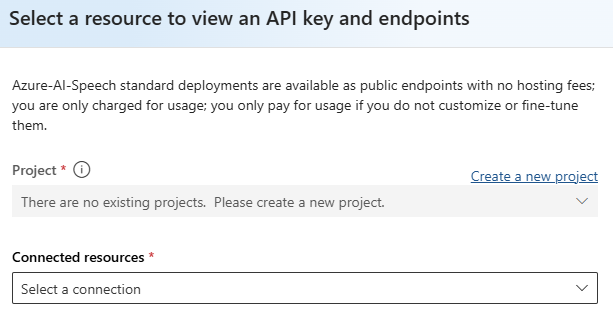 Select a resource to view an API key and endpoints
Azure-AI-Speech standard deployments are available as public endpoints with no hosting fees;
you are only charged for usage; you only pay for usage if you do not customize or fine-tune
them.
Project *
Create a new project
There are no existing projects.  Please create a new project.
Connected resources *
Select a connection